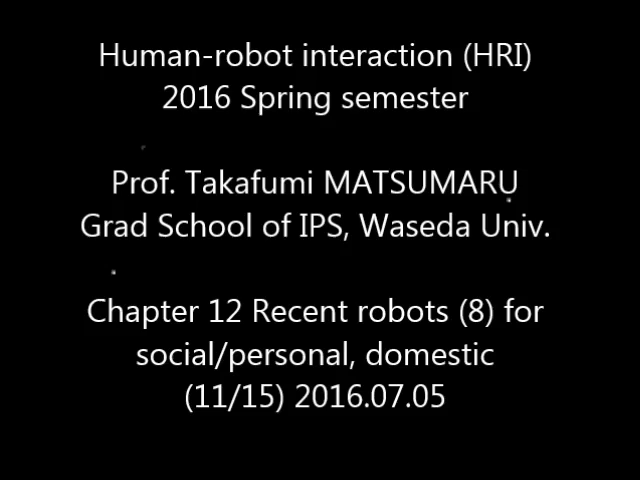 Human-robot interaction (HRI)
2016 Spring semester
Prof. Takafumi MATSUMARU
Grad School of IPS, Waseda Univ.
Chapter 12 Recent robots (8) for
social/personal, domestic
(11/15) 2016.07.05